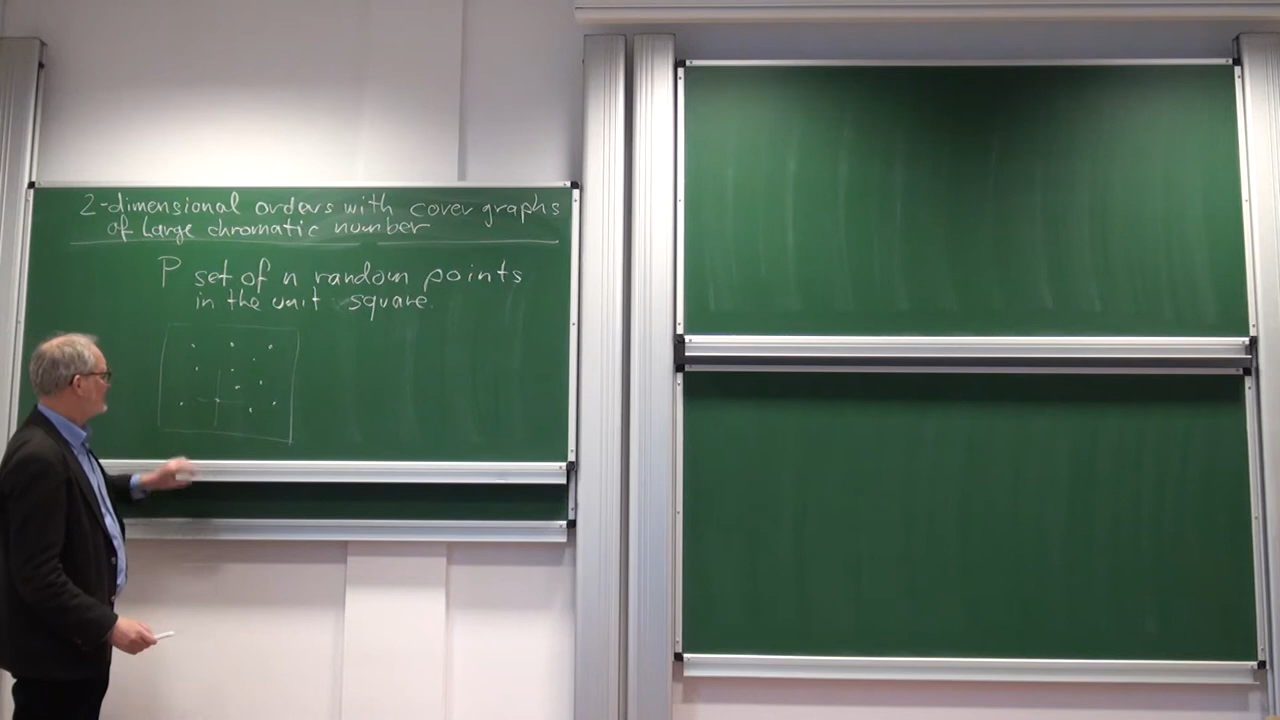 2-dimensional orders with cover graphs
of large chromatic number
P set of n random points
in the unit square.